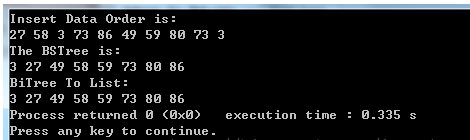 Insert Data Order is:
27 58 3 73 86 49 59 80 73 3
The BSTree is:
3 27 49 58 59 73 80 86
BiTree To List:
3 27 49 58 59 73 80 86
Process returned 0 (0x0)   execution time : 0.335 s
Press any key to continue.